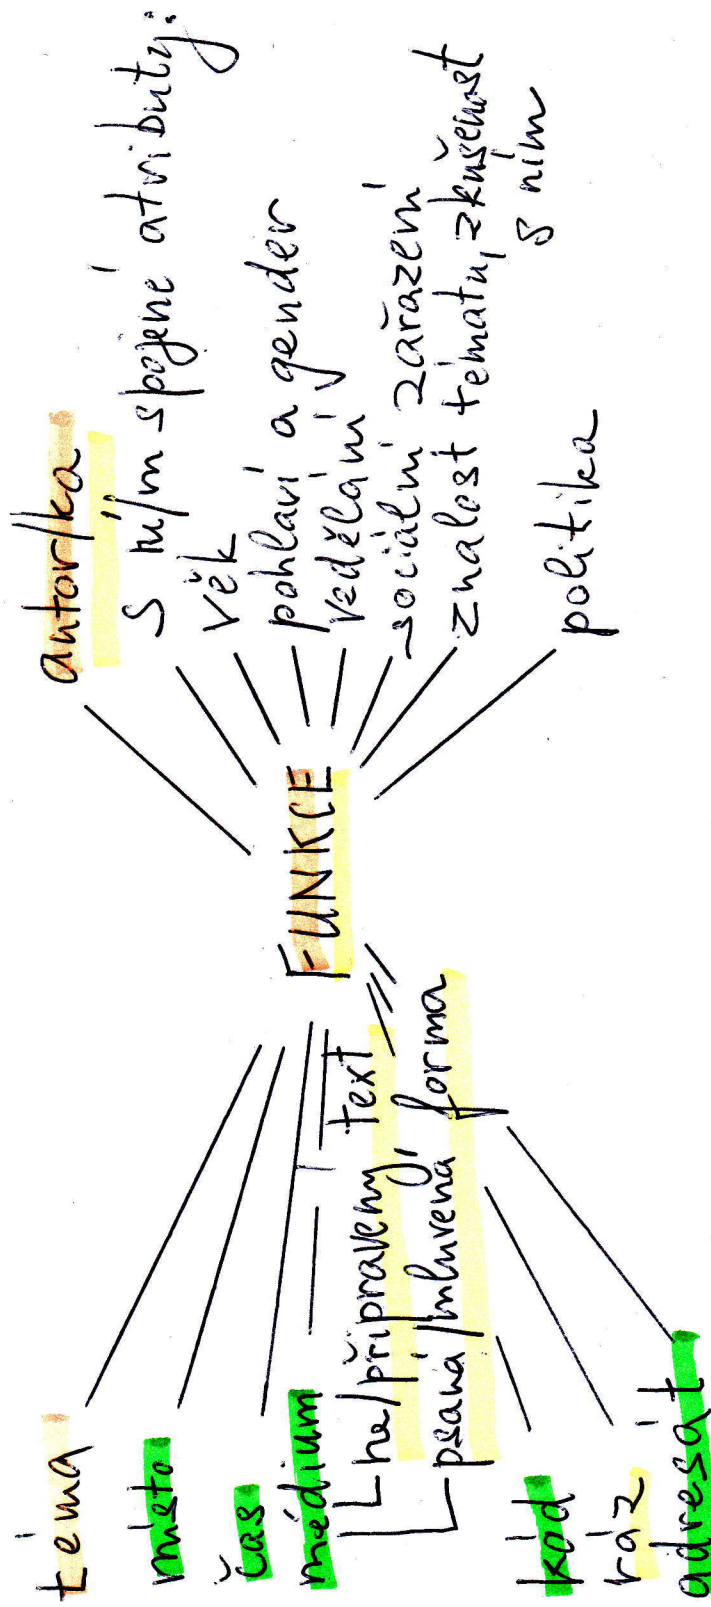 téma
místo
čas
médium
ne/připravený text
psaná/mluvená forma
kód
ráz
adresát
FUNKCE
autor/ka
s ní/m spojené atributy:
věk
pohlaví a gender
vzdělání
sociální zařazení
znalost tématu, zkušenost
s ním
politika